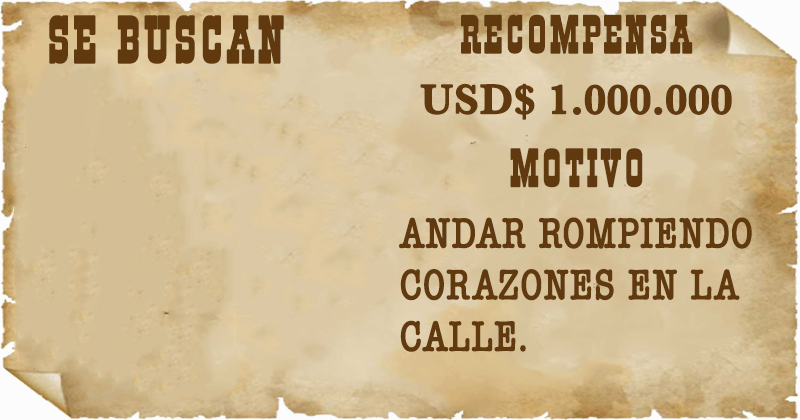 SE BUSCAN
RECOMPENSA
USD$ 1.000.000
MOTIVO
ANDAR ROMPIENDO
CORAZONES EN LA
CALLE.